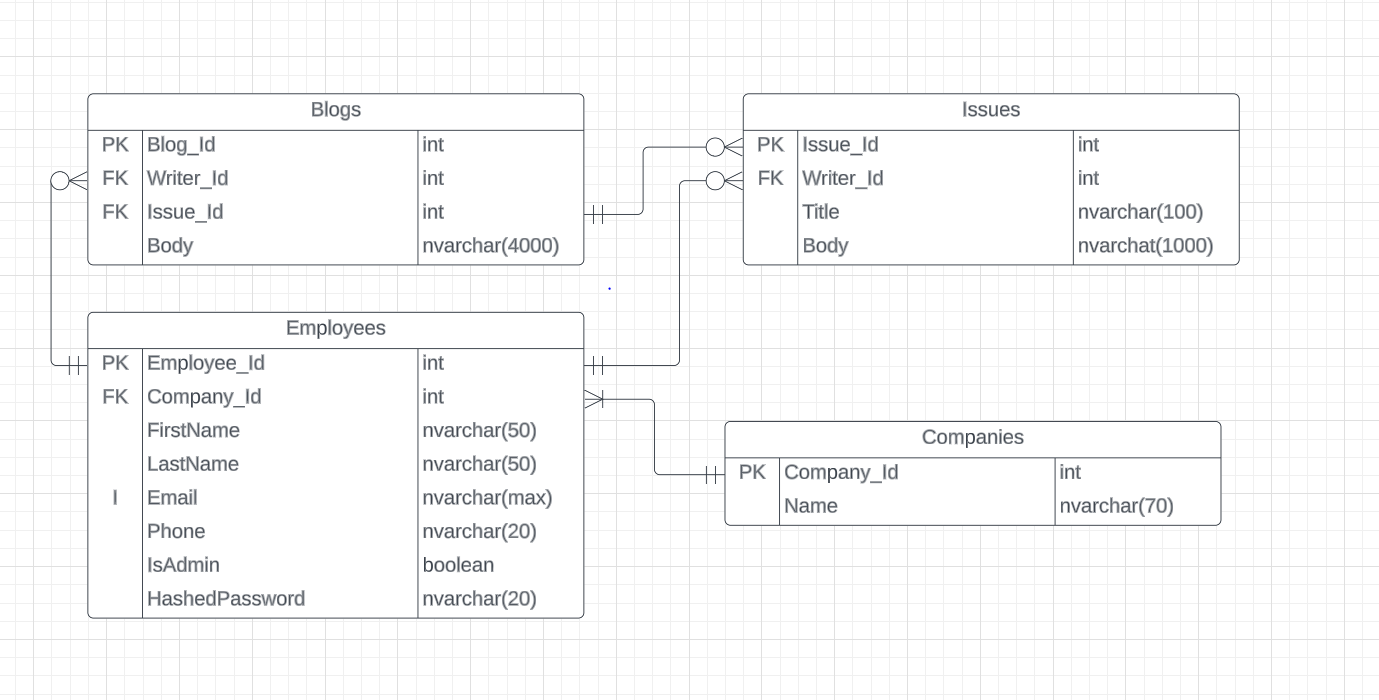 Blogs
PK Blog_Id int
FK Writer_Id int
FK Issue_Id int
Body nvarchar(4000)
Issues
PK Issue_Id int
FK Writer_Id int
Title nvarchar(100)
Body nvarchat(1000)
Employees
PK Employee_Id int
FK Company_Id int
FirstName nvarchar(50)
LastName nvarchar(50)
I Email nvarchar(max)
Phone nvarchar(20)
IsAdmin boolean
HashedPassword nvarchar(20)
Companies
PK Company_Id int
Name nvarchar(70)